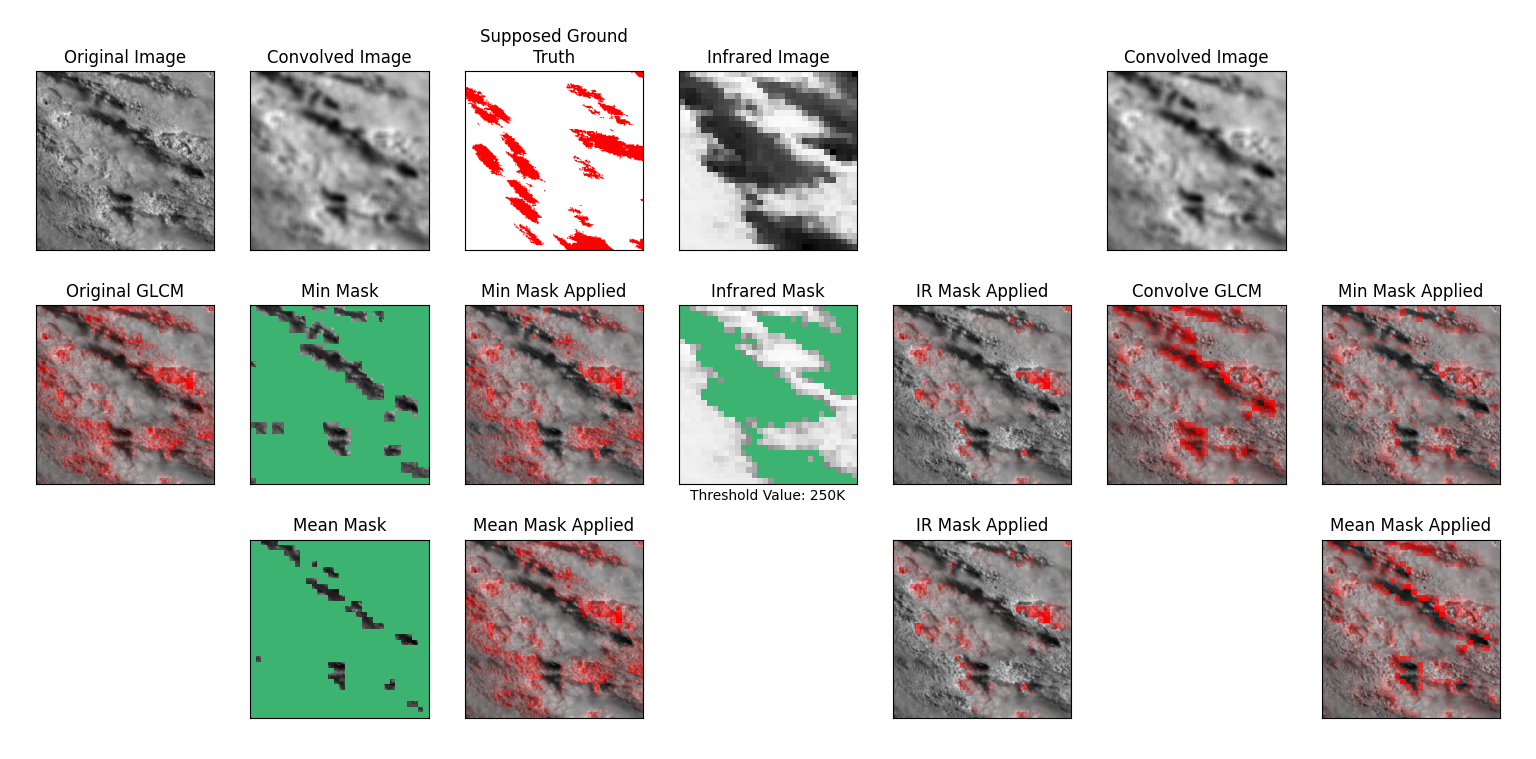 Original Image
Convolved Image
Supposed Ground
Truth
Infrared Image
Convolved Image
Original GLCM
Min Mask
Min Mask Applied
Infrared Mask
IR Mask Applied
Convolve GLCM
Min Mask Applied
Threshold Value: 250K
Mean Mask
Mean Mask Applied
IR Mask Applied
Mean Mask Applied